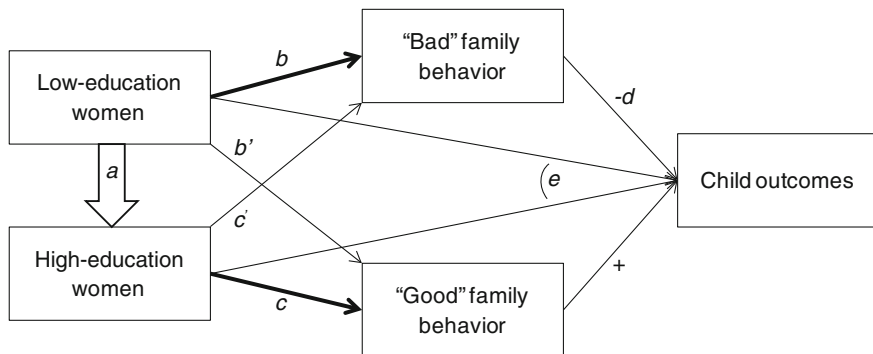 Low-education
women
a
High-education
women
b
b’
c’
c
“Bad” family
behavior
“Good” family
behavior
-d
(e
+
Child outcomes